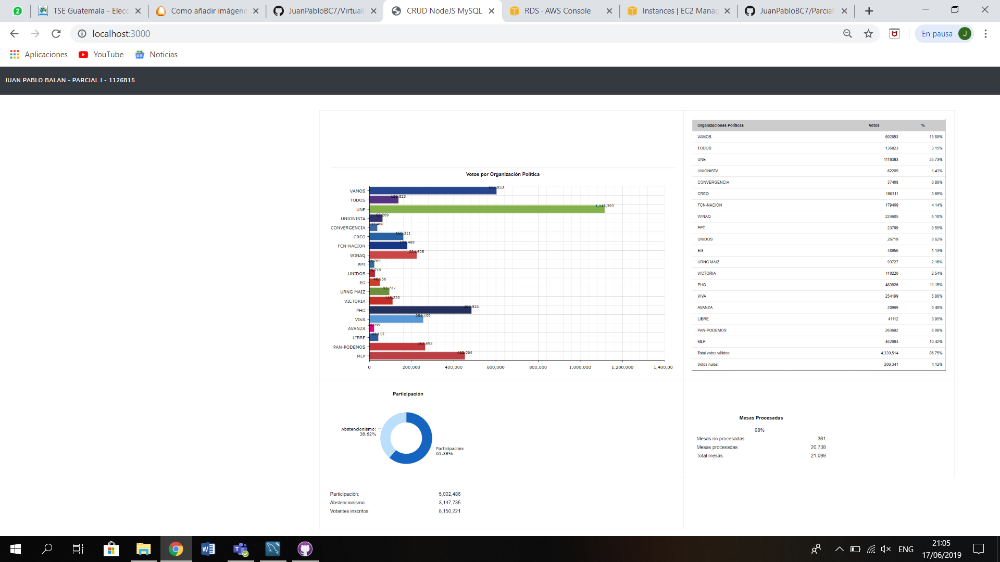 2
TSE Guatemala - Elecc
Como añadir imágene
JuanPabloBC7/Virtuali
CRUD NodeJS MySQL
RDS · AWS Console
Instances | EC2 Manag
JuanPabloBC7/Parcial
localhost:3000
En pausa
J
Aplicaciones
YouTube
Noticias
JUAN PABLO BALAN - PARCIAL I - 1126815
Votos por Organización Política
VAMOS 602,853
TODOS 136,823
UNE 1,116,393
UNIONISTA 62,269
CONVERGENCIA 37,408
CREO 160,311
FCN-NACION 179,469
WINAQ 224,605
PPT 23,769
UNIDOS 26,719
EG 48,956
URNG MAIZ 93,727
VICTORIA 110,220
PHG 483,926
VIVA 254,199
AVANZA 20,999
LIBRE 41,112
PAN-PODEMOS 263,692
MLP 452,064
0 200,000 400,000 600,000 800,000 1,000,000 1,200,000 1,400,00
Organizaciones Políticas Votos %
VAMOS 602853 13.89%
TODOS 136823 3.15%
UNE 1116393 25.73%
UNIONISTA 62269 1.43%
CONVERGENCIA 37408 0.86%
CREO 160311 3.69%
FCN-NACION 179469 4.14%
WINAQ 224605 5.18%
PPT 23769 0.55%
UNIDOS 26719 0.62%
EG 48956 1.13%
URNG MAIZ 93727 2.16%
VICTORIA 110220 2.54%
PHG 483926 11.15%
VIVA 254199 5.86%
AVANZA 20999 0.48%
LIBRE 41112 0.95%
PAN-PODEMOS 263692 6.08%
MLP 452064 10.42%
Total votos válidos: 4,339,514 86.75%
Votos nulos: 206,341 4.12%
Participación
Abstencionismo:
38.62%
Participación:
61.38%
Mesas Procesadas
98%
Mesas no procesadas: 361
Mesas procesadas: 20,738
Total mesas: 21,099
Participación: 5,002,486
Abstencionismo: 3,147,735
Votantes inscritos: 8,150,221
ENG
21:05
17/06/2019